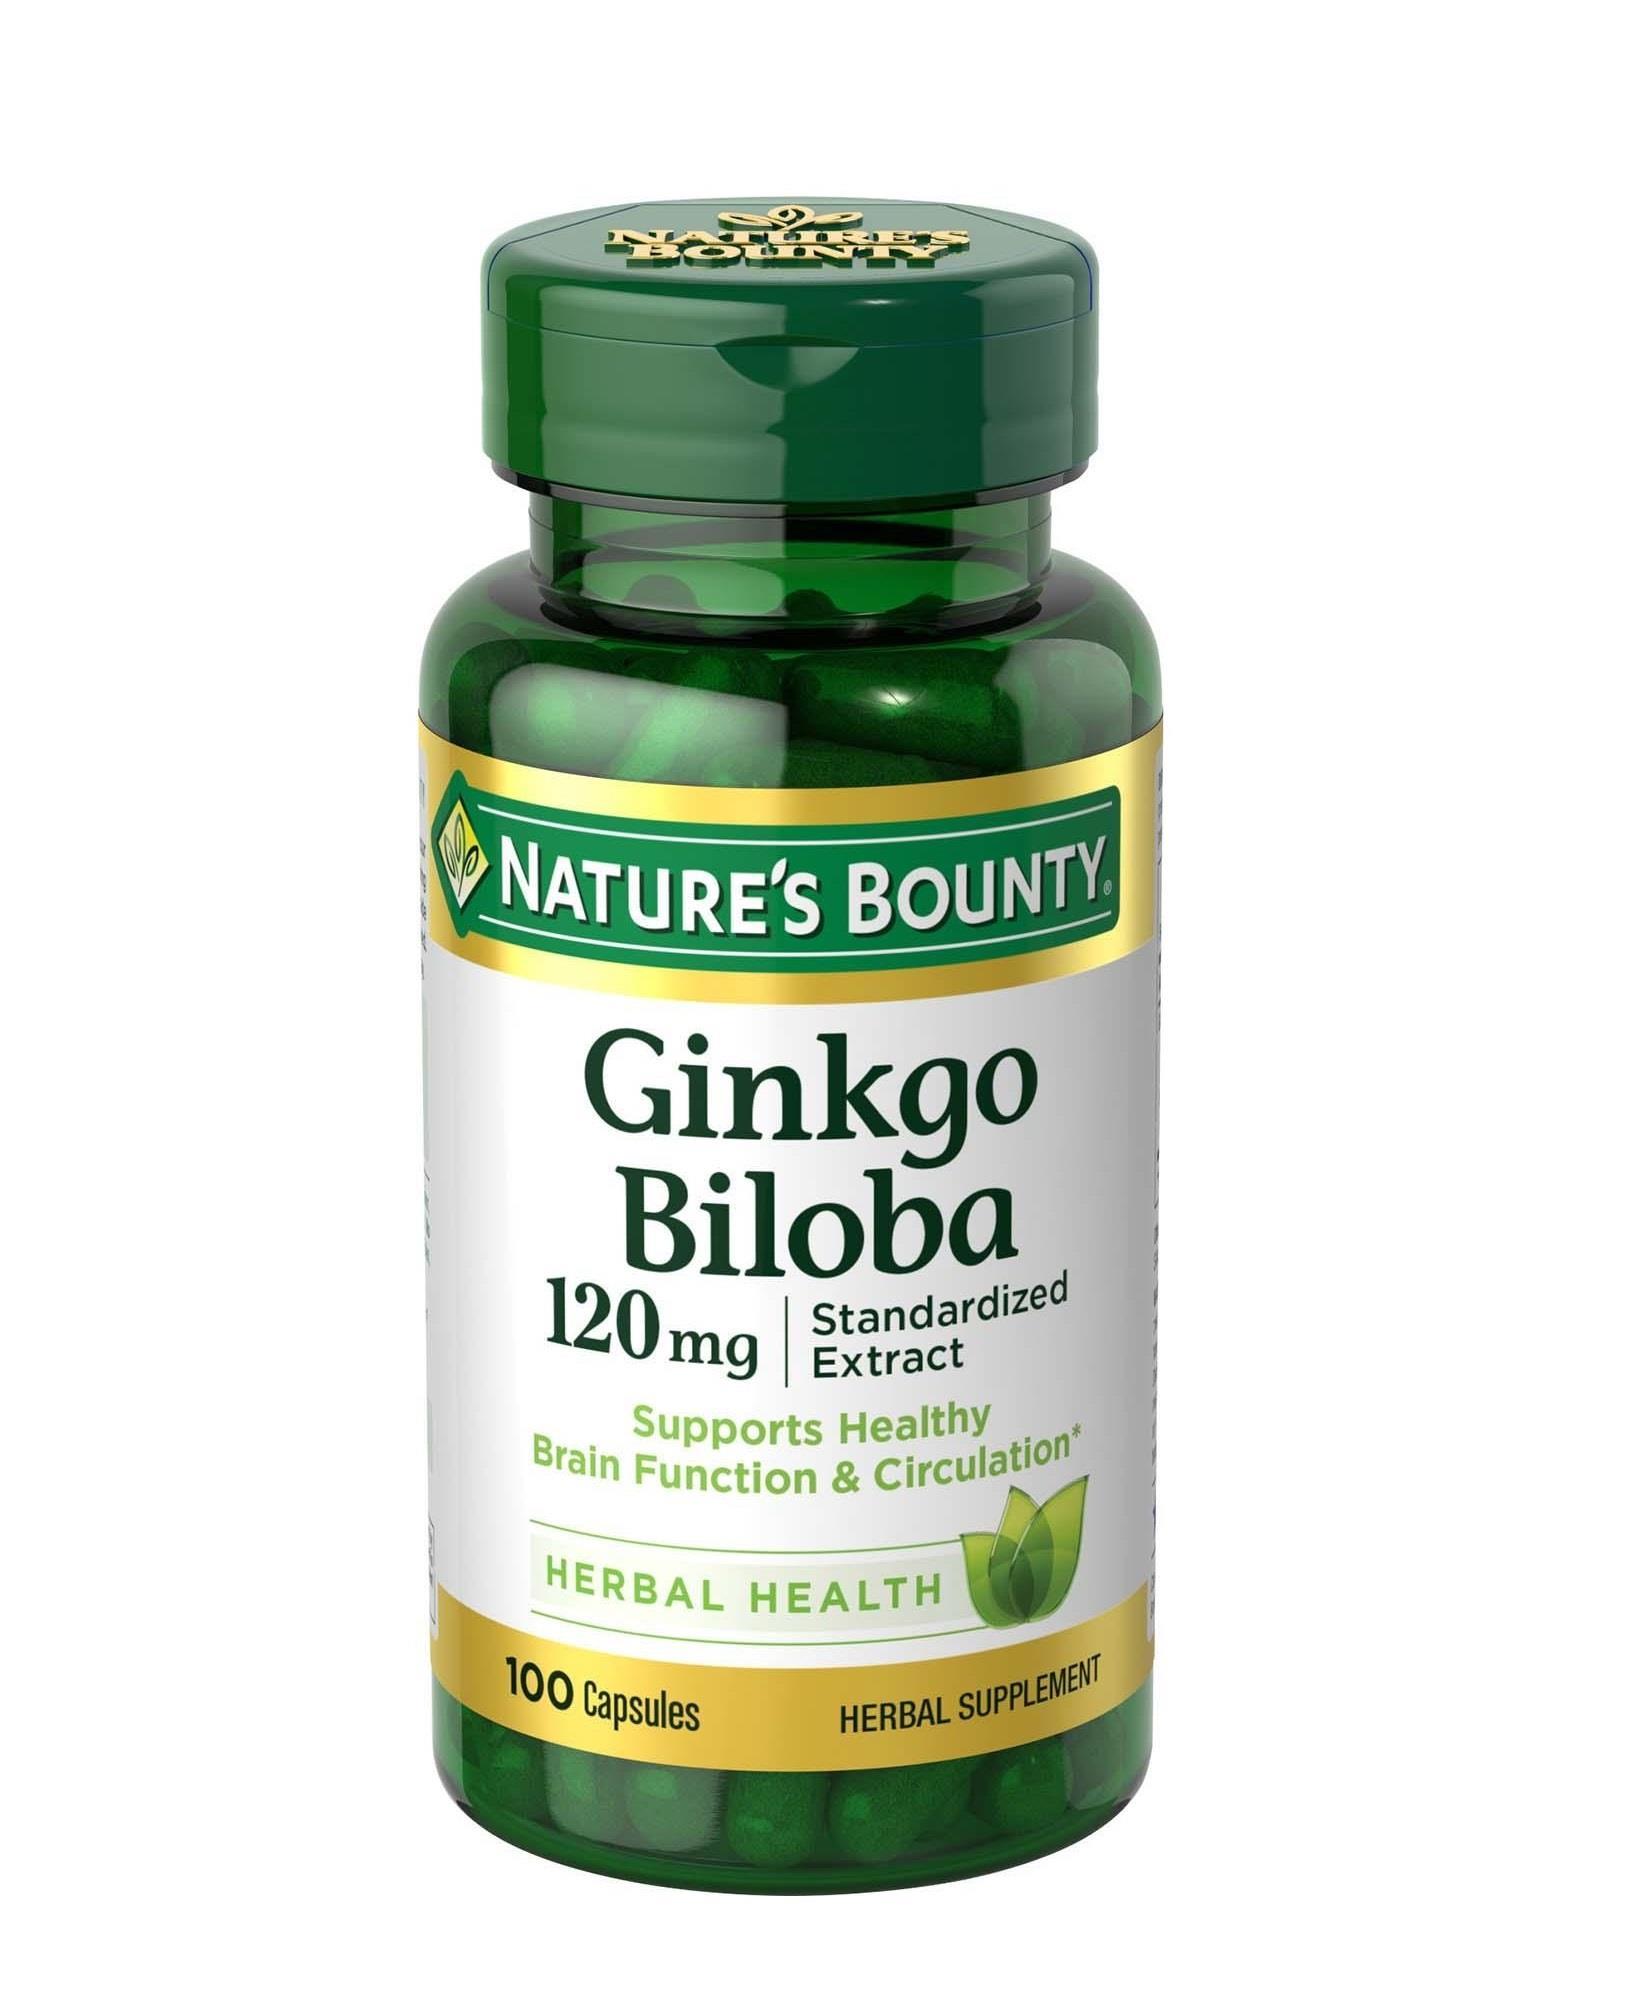 NATURE'S
BOUNTY
NATURE'S BOUNTY®
Ginkgo
Biloba
120 mg
Standardized
Extract
Supports Healthy
Brain Function & Circulation*
HERBAL HEALTH
100 Capsules
HERBAL SUPPLEMENT